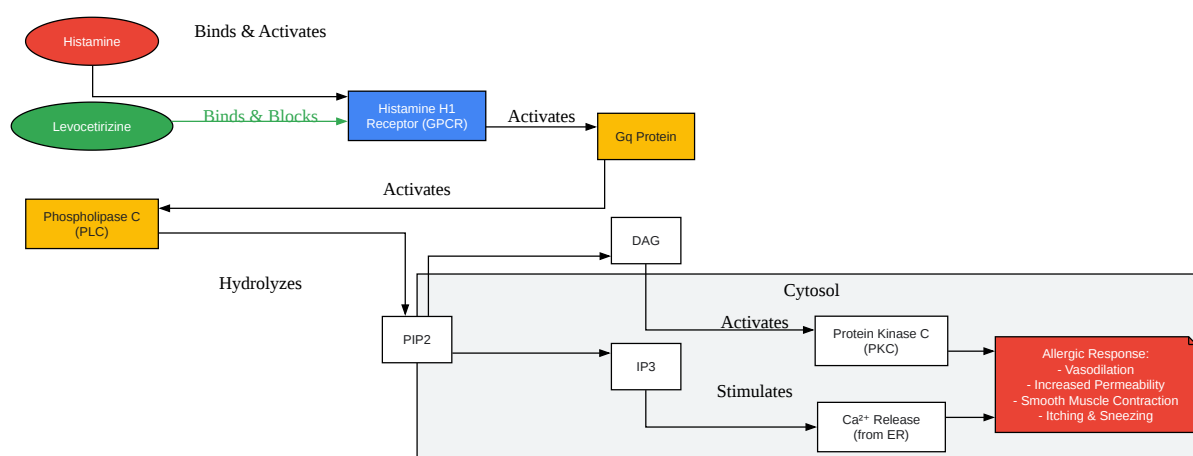 Histamine
Binds & Activates
Levocetirizine
Binds & Blocks
Histamine H1
Receptor (GPCR)
Activates
Gq Protein
Activates
Phospholipase C
(PLC)
Hydrolyzes
DAG
Cytosol
PIP2
Activates
Protein Kinase C
(PKC)
IP3
Stimulates
Ca²⁺ Release
(from ER)
Allergic Response:
- Vasodilation
- Increased Permeability
- Smooth Muscle Contraction
- Itching & Sneezing